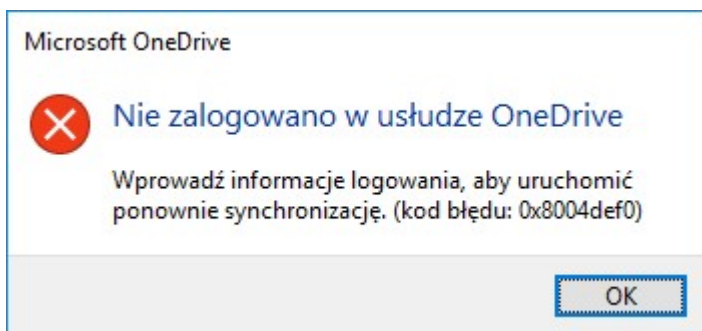 Microsoft OneDrive
Nie zalogowano w usłudze OneDrive
Wprowadź informacje logowania, aby uruchomić
ponownie synchronizację. (kod błędu: 0x8004def0)
OK